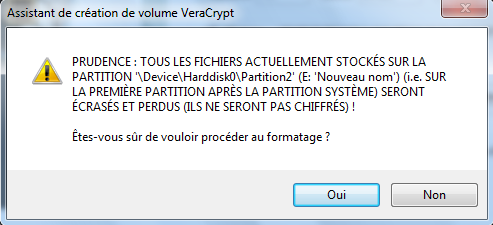 Assistant de création de volume VeraCrypt
PRUDENCE : TOUS LES FICHIERS ACTUELLEMENT STOCKÉS SUR LA
PARTITION '\Device\Harddisk0\Partition2' (E: 'Nouveau nom') (i.e. SUR
LA PREMIÈRE PARTITION APRÈS LA PARTITION SYSTÈME) SERONT
ÉCRASÉS ET PERDUS (ILS NE SERONT PAS CHIFFRÉS) !
Êtes-vous sûr de vouloir procéder au formatage ?
Oui
Non